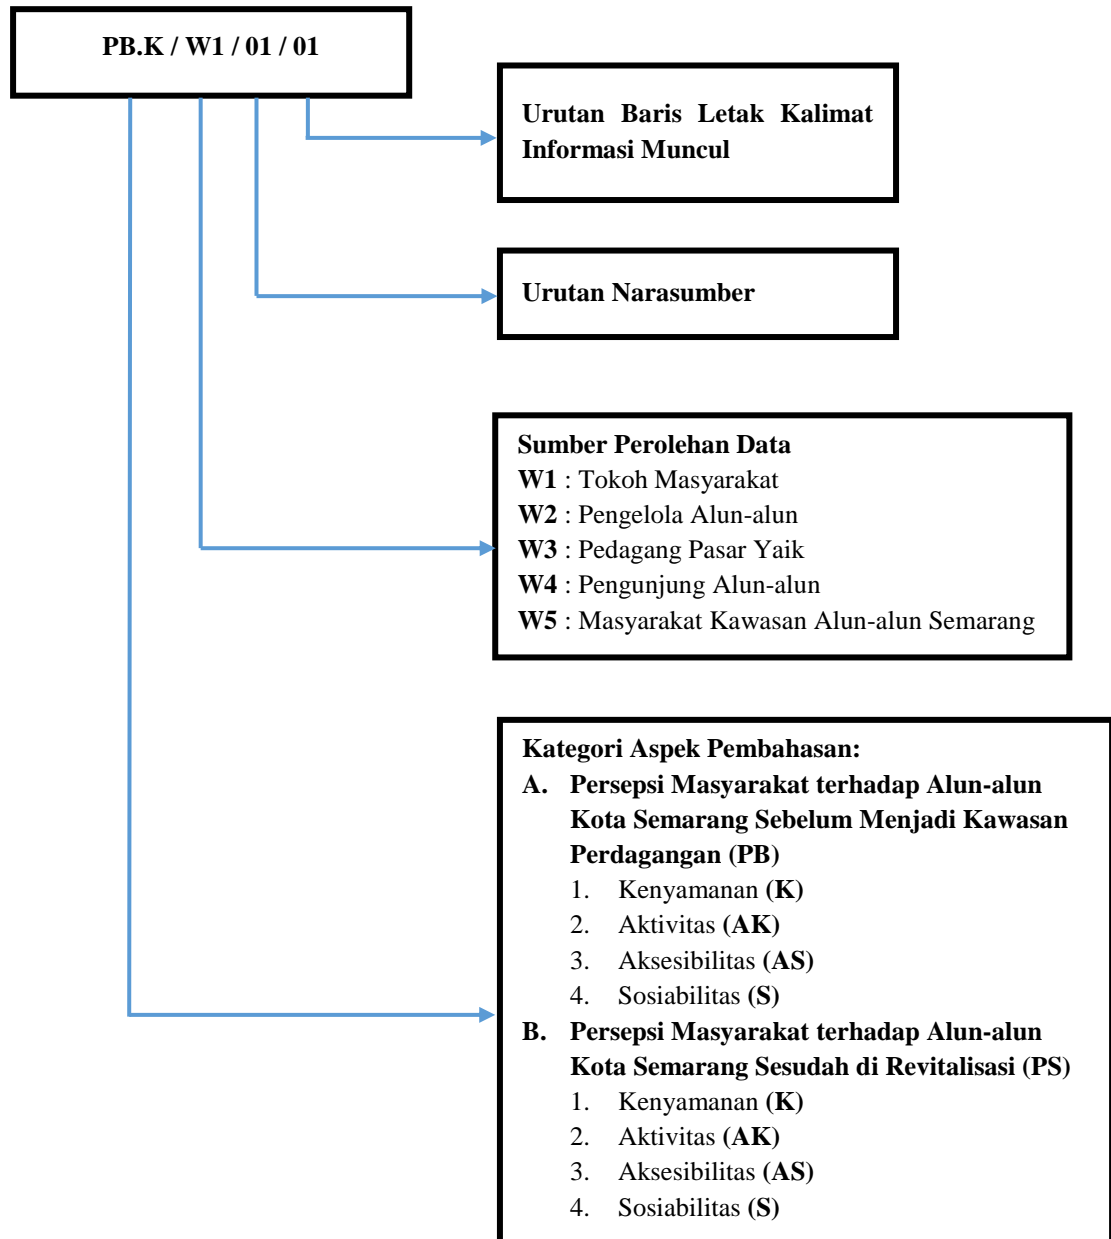 PB.K / W1 / 01 / 01
Urutan Baris Letak Kalimat
Informasi Muncul
Urutan Narasumber
Sumber Perolehan Data
W1 : Tokoh Masyarakat
W2 : Pengelola Alun-alun
W3 : Pedagang Pasar Yaik
W4 : Pengunjung Alun-alun
W5 : Masyarakat Kawasan Alun-alun Semarang
Kategori Aspek Pembahasan:
A. Persepsi Masyarakat terhadap Alun-alun
Kota Semarang Sebelum Menjadi Kawasan
Perdagangan (PB)
1. Kenyamanan (K)
2. Aktivitas (AK)
3. Aksesibilitas (AS)
4. Sosiabilitas (S)
B. Persepsi Masyarakat terhadap Alun-alun
Kota Semarang Sesudah di Revitalisasi (PS)
1. Kenyamanan (K)
2. Aktivitas (AK)
3. Aksesibilitas (AS)
4. Sosiabilitas (S)